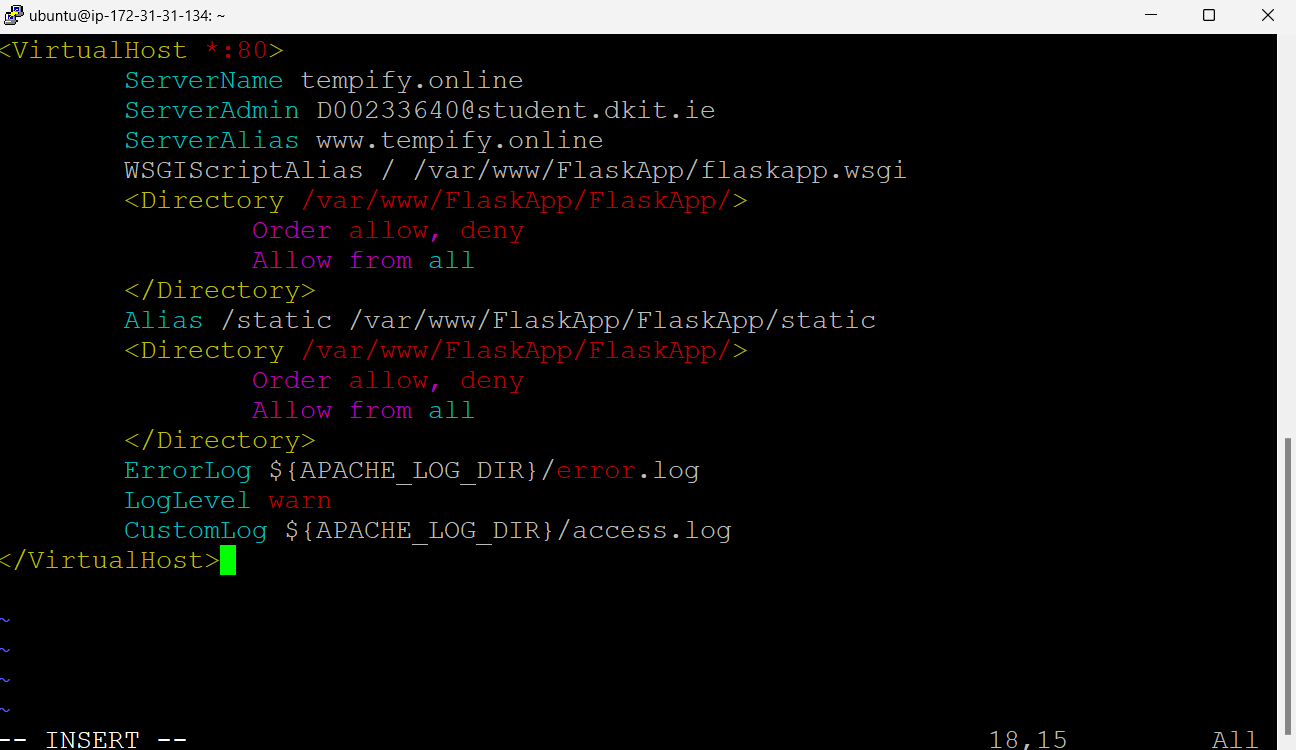 ubuntu@ip-172-31-31-134: ~
<VirtualHost *:80>
ServerName tempify.online
ServerAdmin D00233640@student.dkit.ie
ServerAlias www.tempify.online
WSGIScriptAlias / /var/www/FlaskApp/flaskapp.wsgi
<Directory /var/www/FlaskApp/FlaskApp/>
Order allow, deny
Allow from all
</Directory>
Alias /static /var/www/FlaskApp/FlaskApp/static
<Directory /var/www/FlaskApp/FlaskApp/>
Order allow, deny
Allow from all
</Directory>
ErrorLog ${APACHE_LOG_DIR}/error.log
LogLevel warn
CustomLog ${APACHE_LOG_DIR}/access.log
</VirtualHost>
~
~
~
~
-- INSERT -- 18,15 All